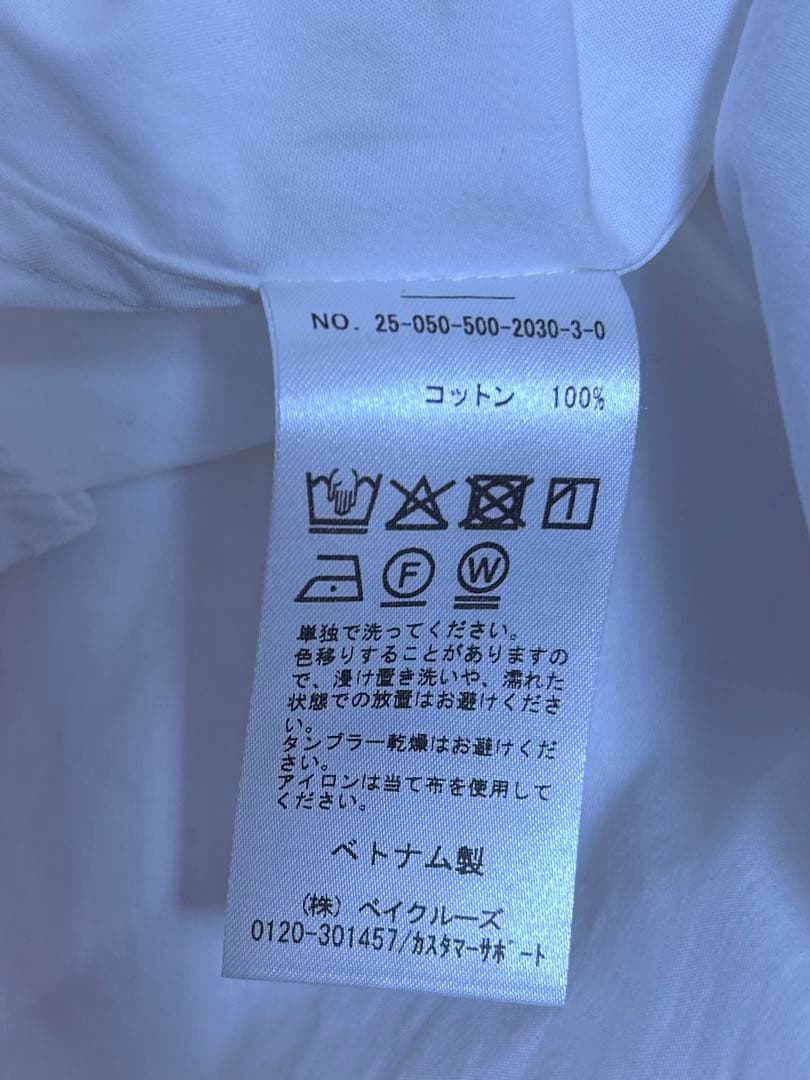 NO. 25-050-500-2030-3-0
コットン 100%
F W
単独で洗ってください。
色移りすることがありますの
で、浸け置き洗いや、濡れた
状態での放置はお避けくださ
い。
タンブラー乾燥はお避けくだ
さい。
アイロンは当て布を使用して
ください。
ベトナム製
(株) ベイクルーズ
0120-301457/カスタマーサポート